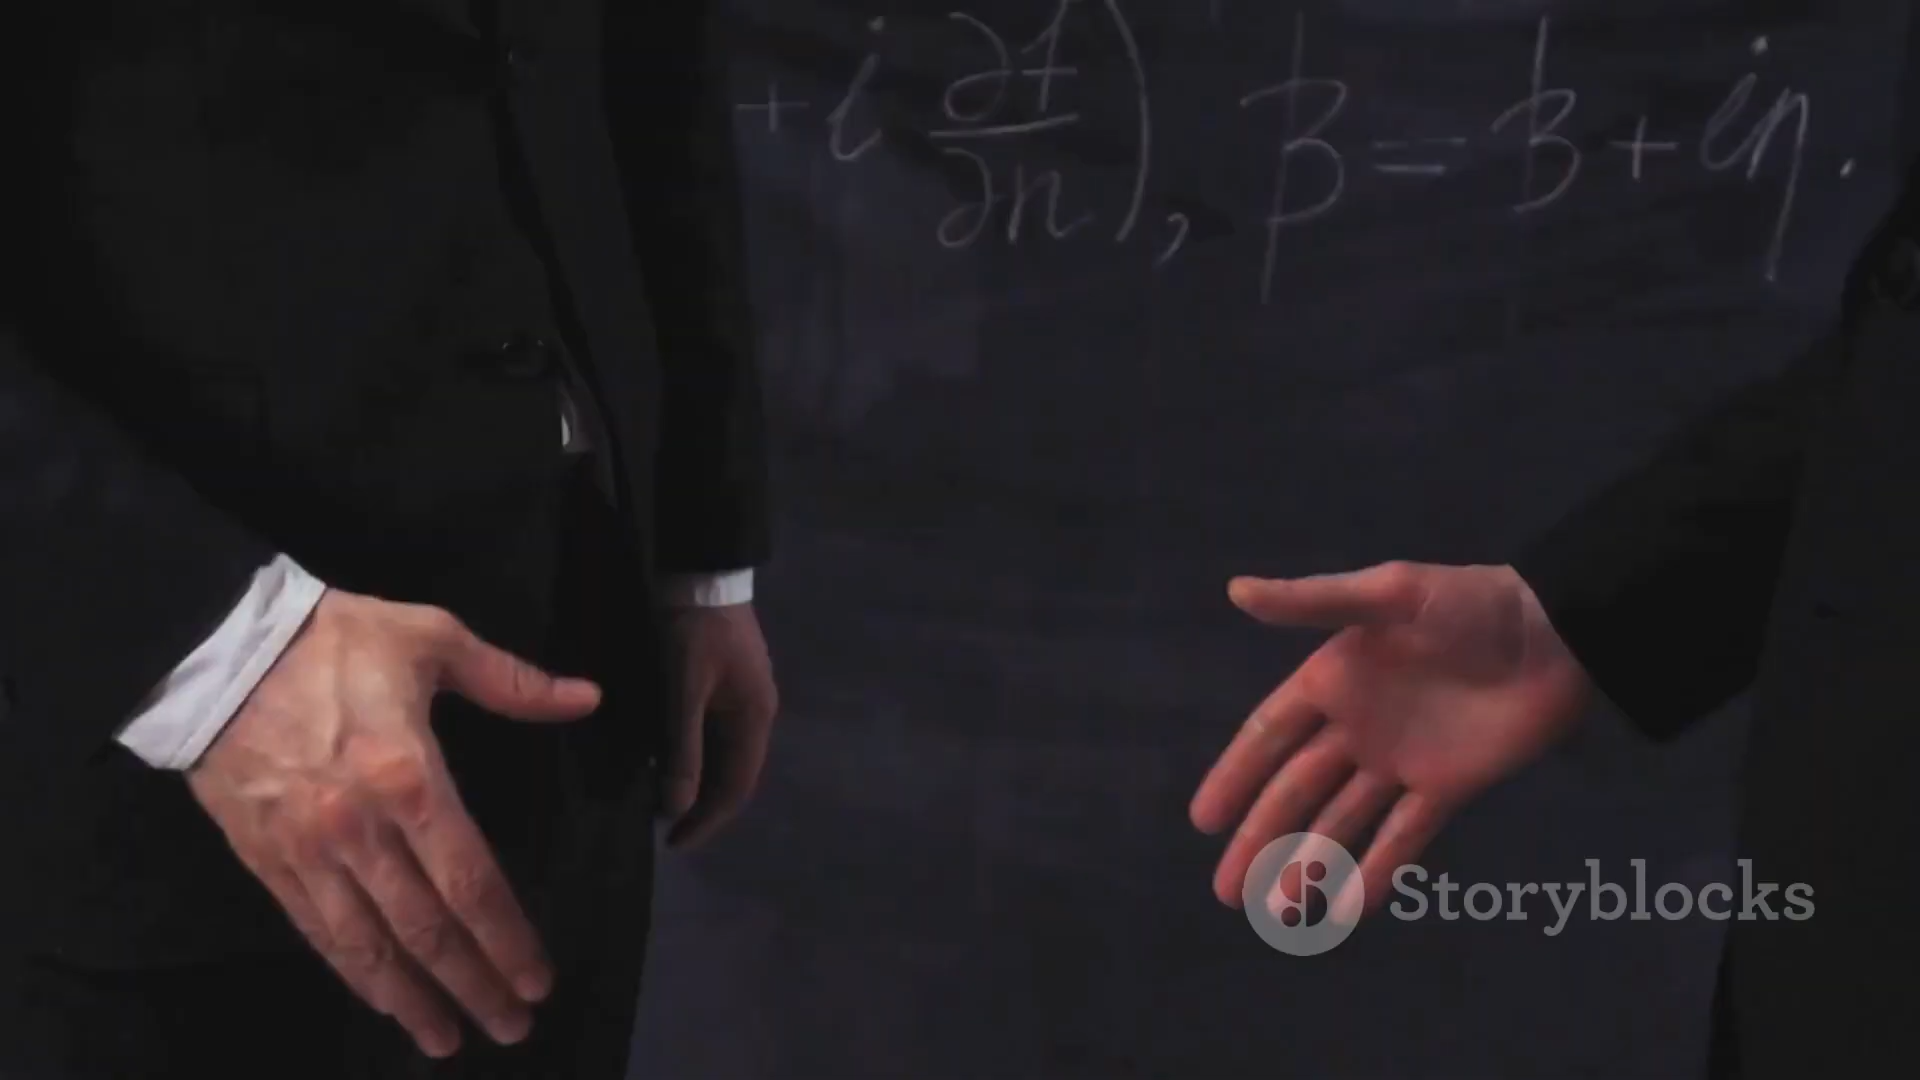 + i ∂f/∂n), β = β + iη.
Storyblocks